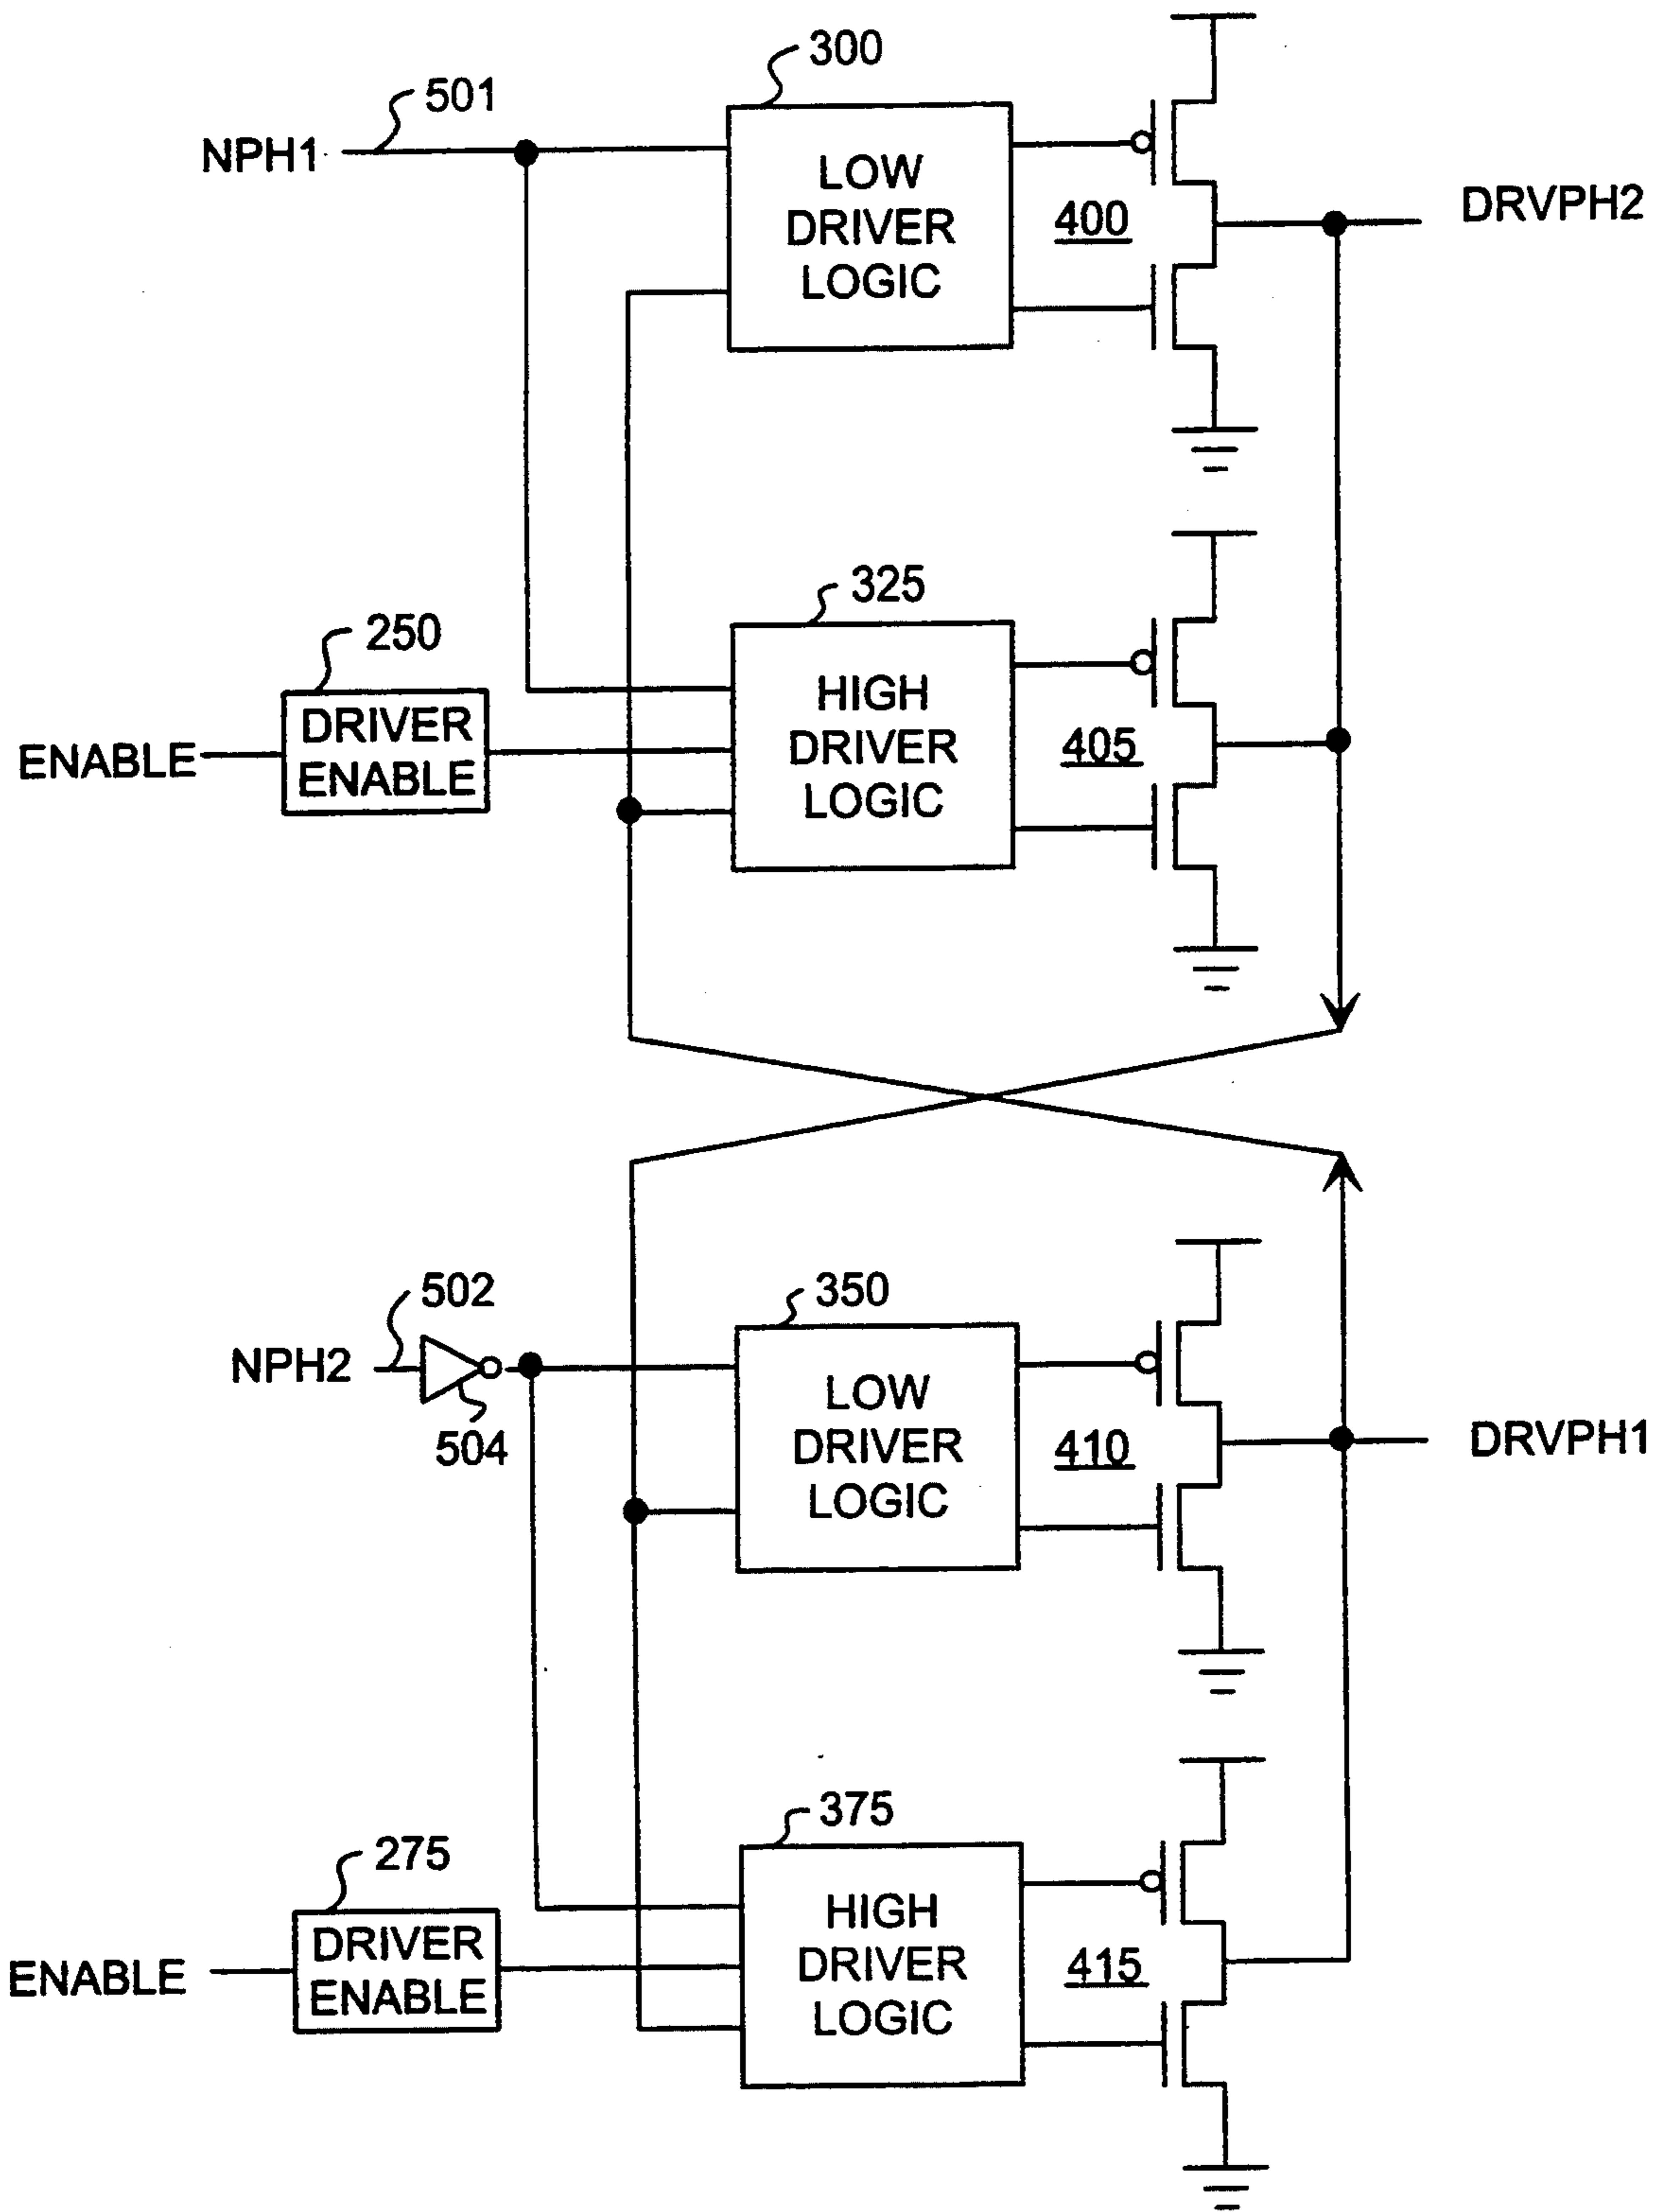 300
501
NPH1
LOW
DRIVER
LOGIC
400
DRVPH2
325
250
HIGH
DRIVER
LOGIC
405
DRIVER
ENABLE
ENABLE
502
350
NPH2
LOW
DRIVER
LOGIC
504
410
DRVPH1
375
275
HIGH
DRIVER
LOGIC
415
DRIVER
ENABLE
ENABLE